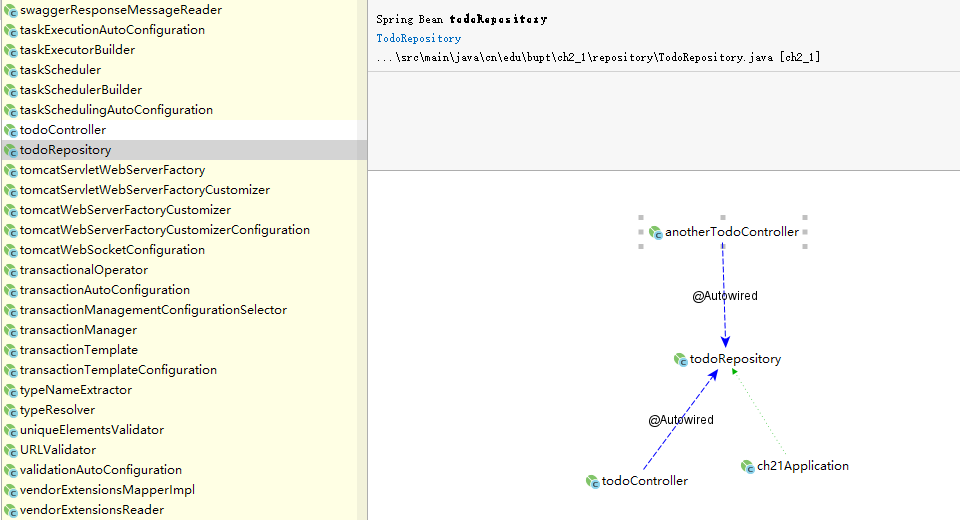 swaggerResponseMessageReader
taskExecutionAutoConfiguration
taskExecutorBuilder
taskScheduler
taskSchedulerBuilder
taskSchedulingAutoConfiguration
todoController
todoRepository
tomcatServletWebServerFactory
tomcatServletWebServerFactoryCustomizer
tomcatWebServerFactoryCustomizer
tomcatWebServerFactoryCustomizerConfiguration
tomcatWebSocketConfiguration
transactionalOperator
transactionAutoConfiguration
transactionManagementConfigurationSelector
transactionManager
transactionTemplate
transactionTemplateConfiguration
typeNameExtractor
typeResolver
uniqueElementsValidator
URLValidator
validationAutoConfiguration
vendorExtensionsMapperImpl
vendorExtensionsReader
Spring Bean todoRepository
TodoRepository
...\src\main\java\cn\edu\bupt\ch2_1\repository\TodoRepository.java [ch2_1]
anotherTodoController
@Autowired
todoRepository
@Autowired
ch21Application
todoController